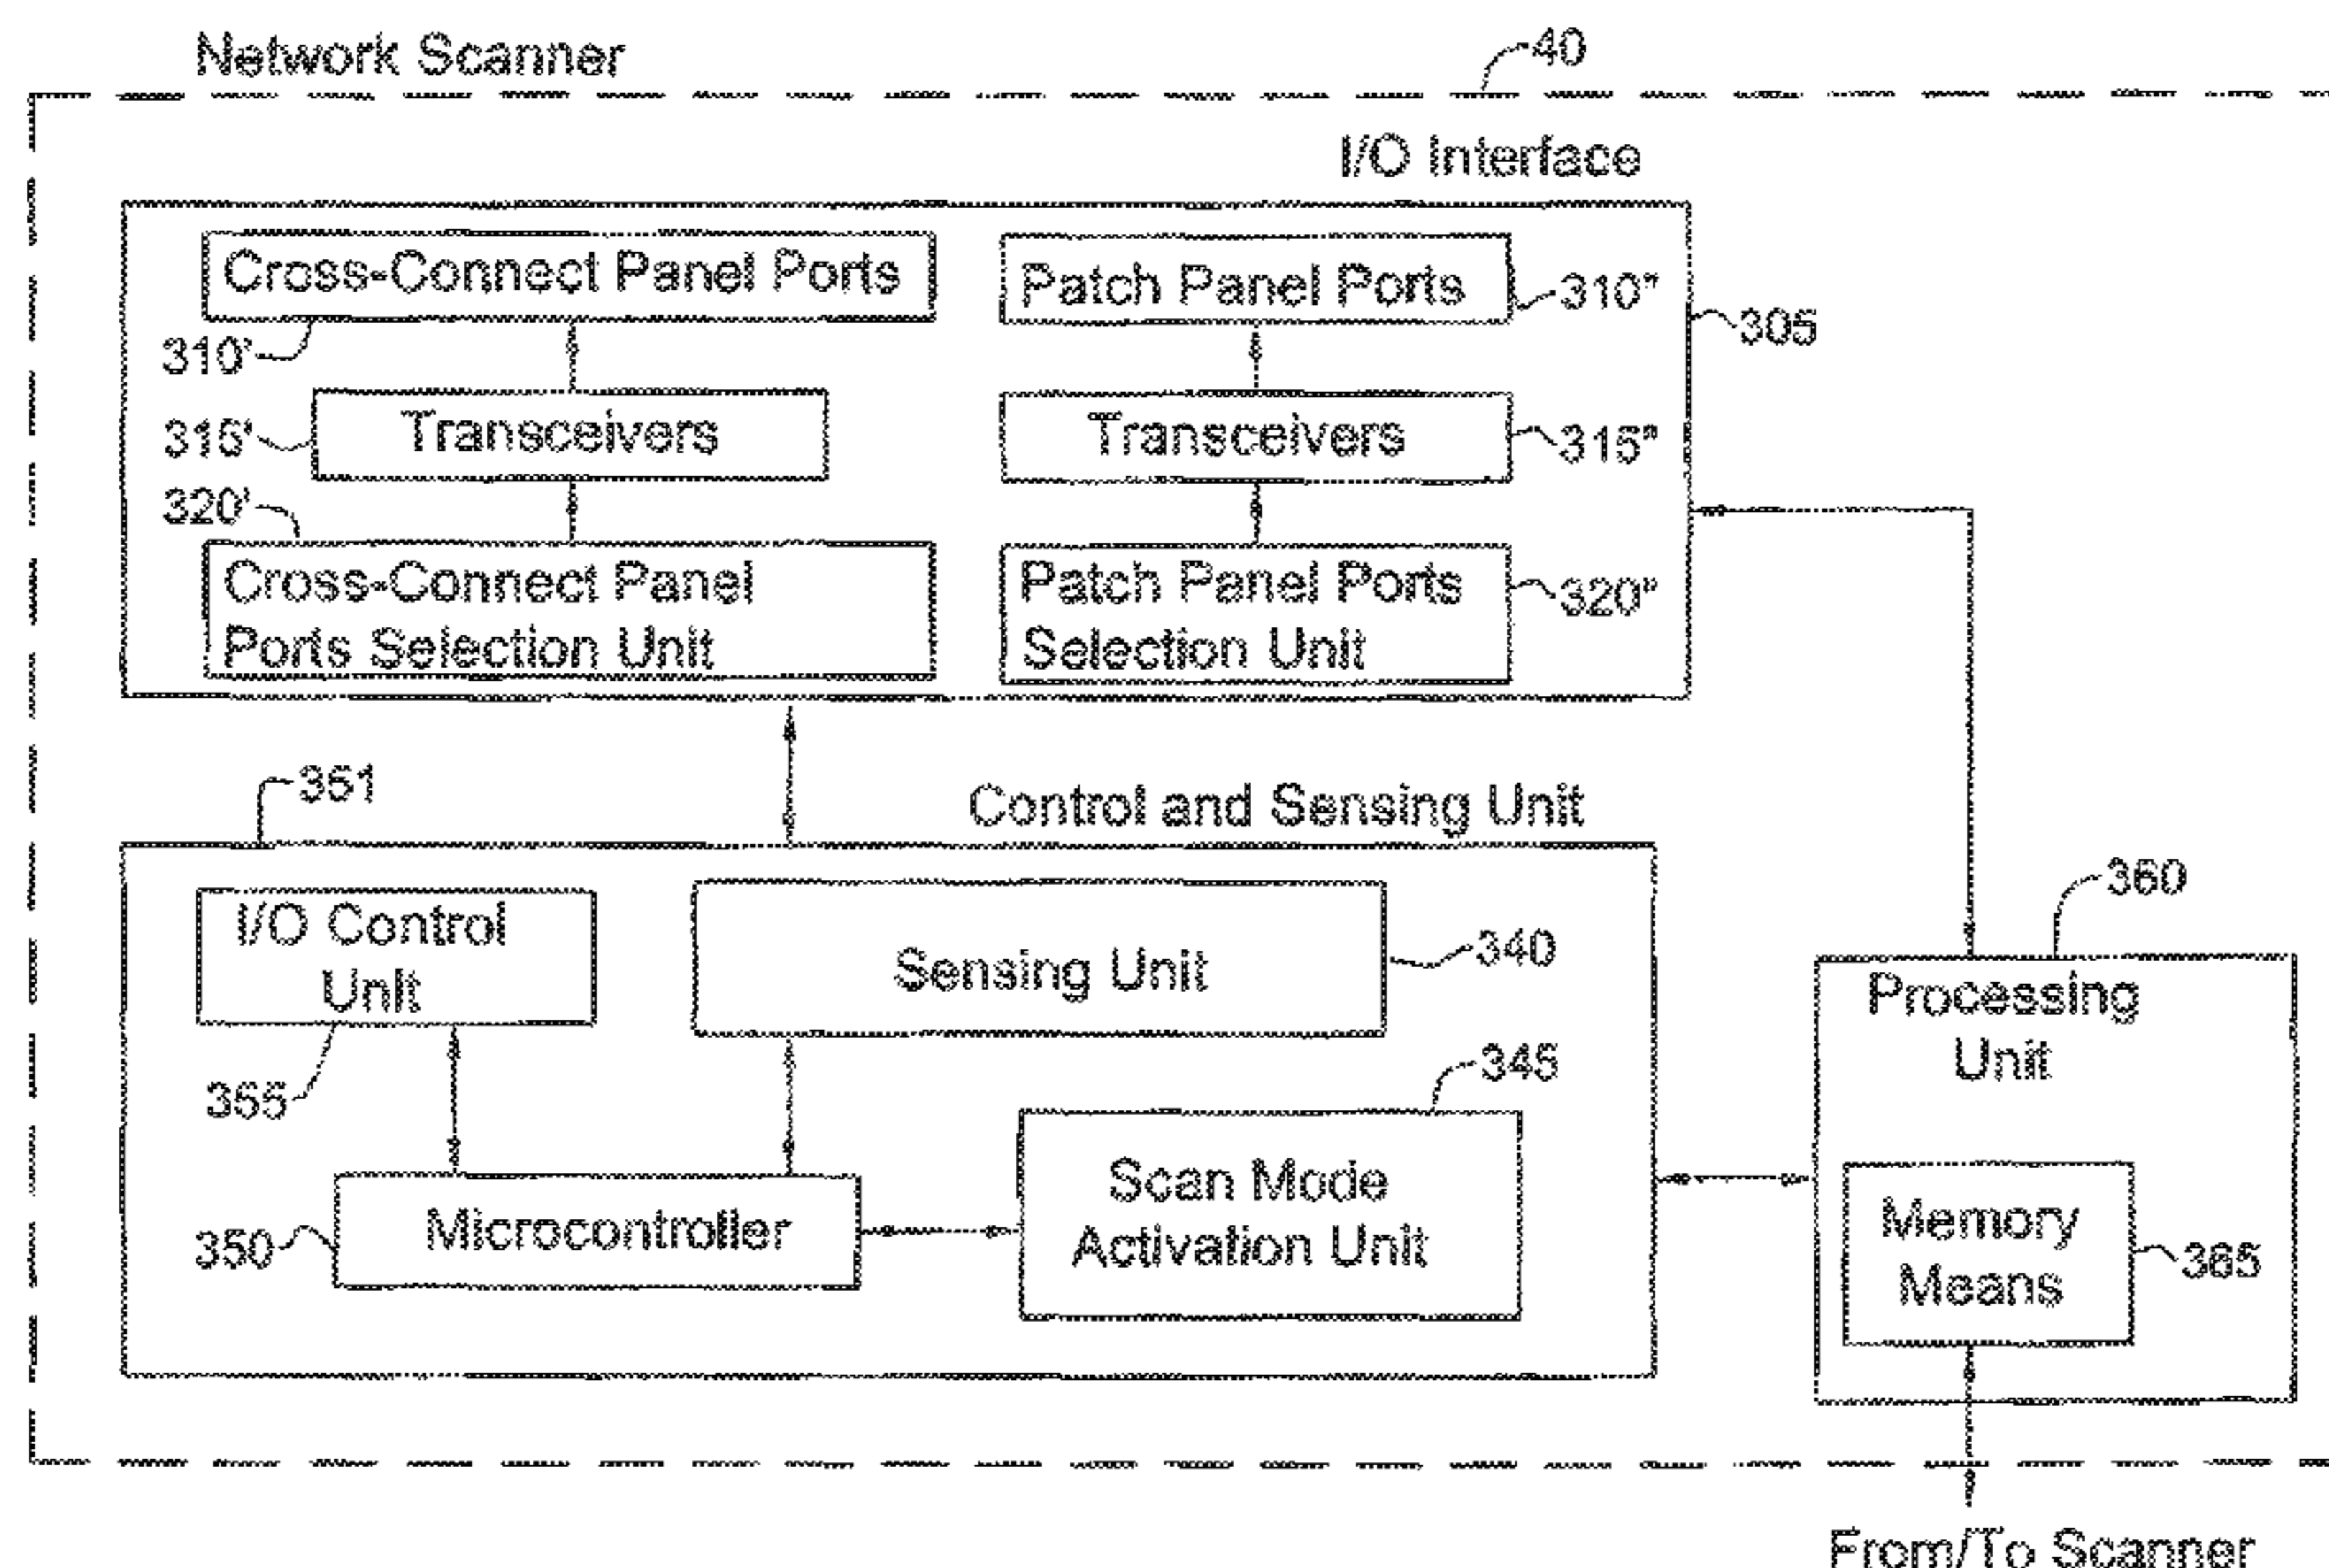 Network Scanner
40
I/O Interface
Cross-Connect Panel Ports
310'
Patch Panel Ports
310"
305
Transceivers
315'
Transceivers
315"
320'
Cross-Connect Panel
Ports Selection Unit
Patch Panel Ports
Selection Unit
320"
351
Control and Sensing Unit
I/O Control
Unit
355
Sensing Unit
340
360
Processing
Unit
345
Scan Mode
Activation Unit
Microcontroller
350
Memory
Means
365
From/To Scanner